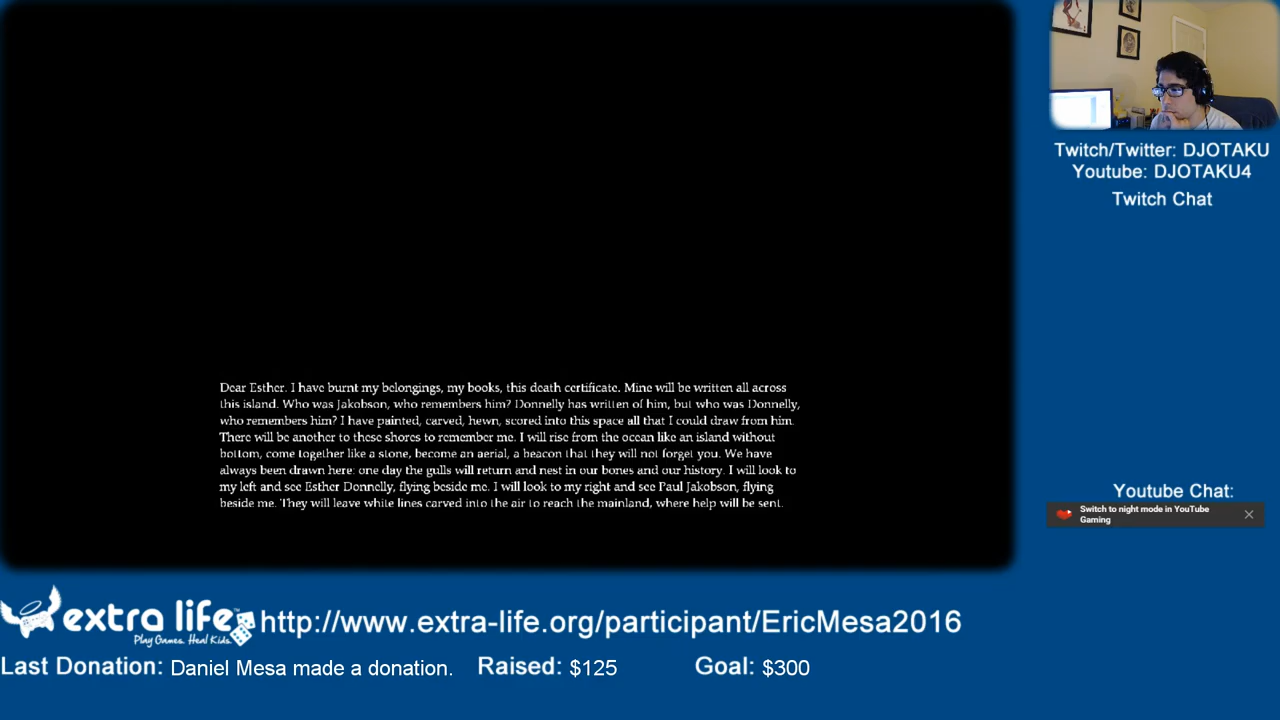 Dear Esther. I have burnt my belongings, my books, this death certificate. Mine will be written all across
this island. Who was Jakobson, who remembers him? Donnelly has written of him, but who was Donnelly,
who remembers him? I have painted, carved, hewn, scored into this space all that I could draw from him.
There will be another to these shores to remember me. I will rise from the ocean like an island without
bottom, come together like a stone, become an aerial, a beacon that they will not forget you. We have
always been drawn here: one day the gulls will return and nest in our bones and our history. I will look to
my left and see Esther Donnelly, flying beside me. I will look to my right and see Paul Jakobson, flying
beside me. They will leave white lines carved into the air to reach the mainland, where help will be sent.
Twitch/Twitter: DJOTAKU
Youtube: DJOTAKU4
Twitch Chat
Youtube Chat:
Switch to night mode in YouTube
Gaming
extra life
Play Games. Heal Kids.
http://www.extra-life.org/participant/EricMesa2016
Last Donation: Daniel Mesa made a donation. Raised: $125 Goal: $300